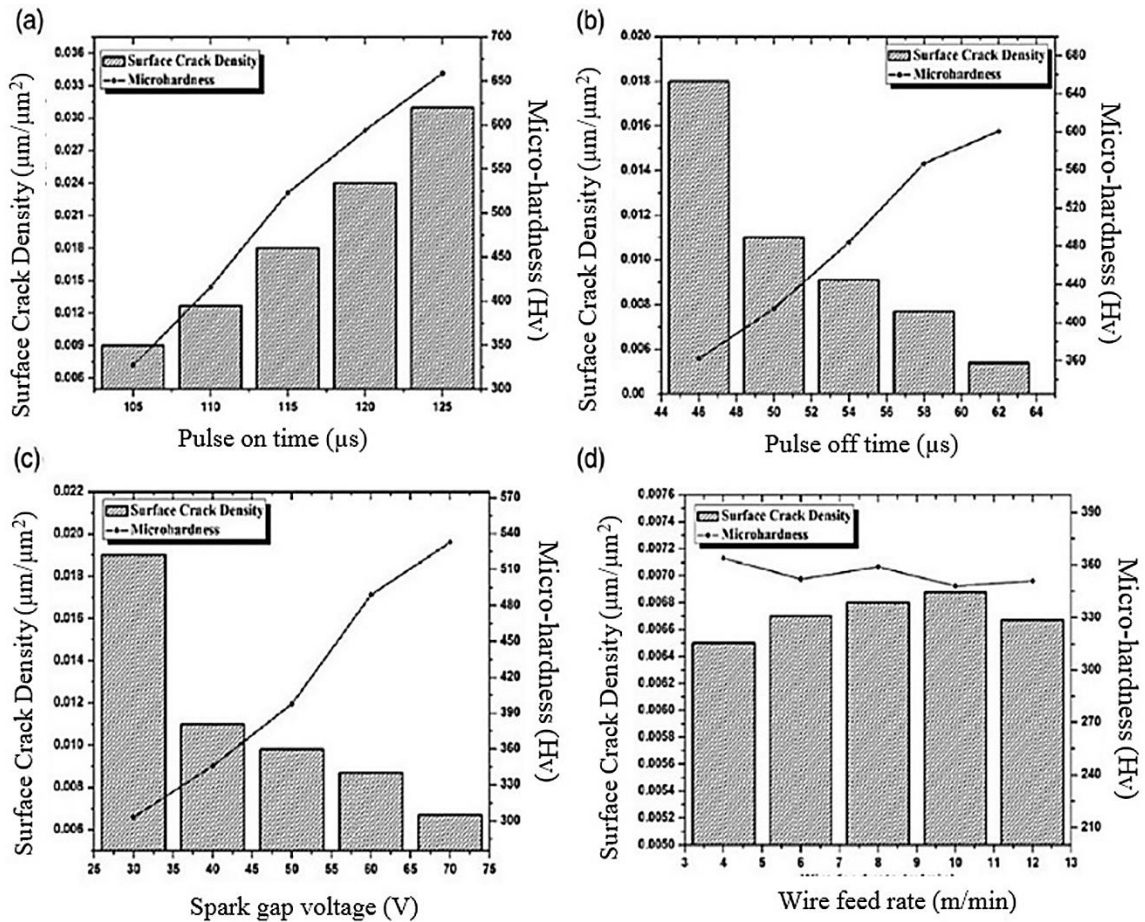 (a)
Surface Crack Density (µm/µm²)
0.036
0.033
0.030
0.027
0.024
0.021
0.018
0.015
0.012
0.009
0.006
Surface Crack Density
Microhardness
700
650
600
550
500
450
400
350
300
Micro-hardness (Hv)
105 110 115 120 125
Pulse on time (µs)
(b)
Surface Crack Density (µm/µm²)
0.020
0.018
0.016
0.014
0.012
0.010
0.008
0.006
0.00
Surface Crack Density
Microhardness
680
640
600
560
520
480
440
400
360
Micro-hardness (Hv)
44 46 48 50 52 54 56 58 60 62 64
Pulse off time (µs)
(c)
Surface Crack Density (µm/µm²)
0.022
0.020
0.018
0.016
0.014
0.012
0.010
0.008
0.006
Surface Crack Density
Microhardness
570
540
510
480
450
420
390
360
330
300
Micro-hardness (Hv)
25 30 35 40 45 50 55 60 65 70 75
Spark gap voltage (V)
(d)
Surface Crack Density (µm/µm²)
0.0076
0.0074
0.0072
0.0070
0.0068
0.0066
0.0064
0.0062
0.0060
0.0058
0.0056
0.0054
0.0052
0.0050
Surface Crack Density
Microhardness
390
360
330
300
270
240
210
Micro-hardness (Hv)
3 4 5 6 7 8 9 10 11 12 13
Wire feed rate (m/min)